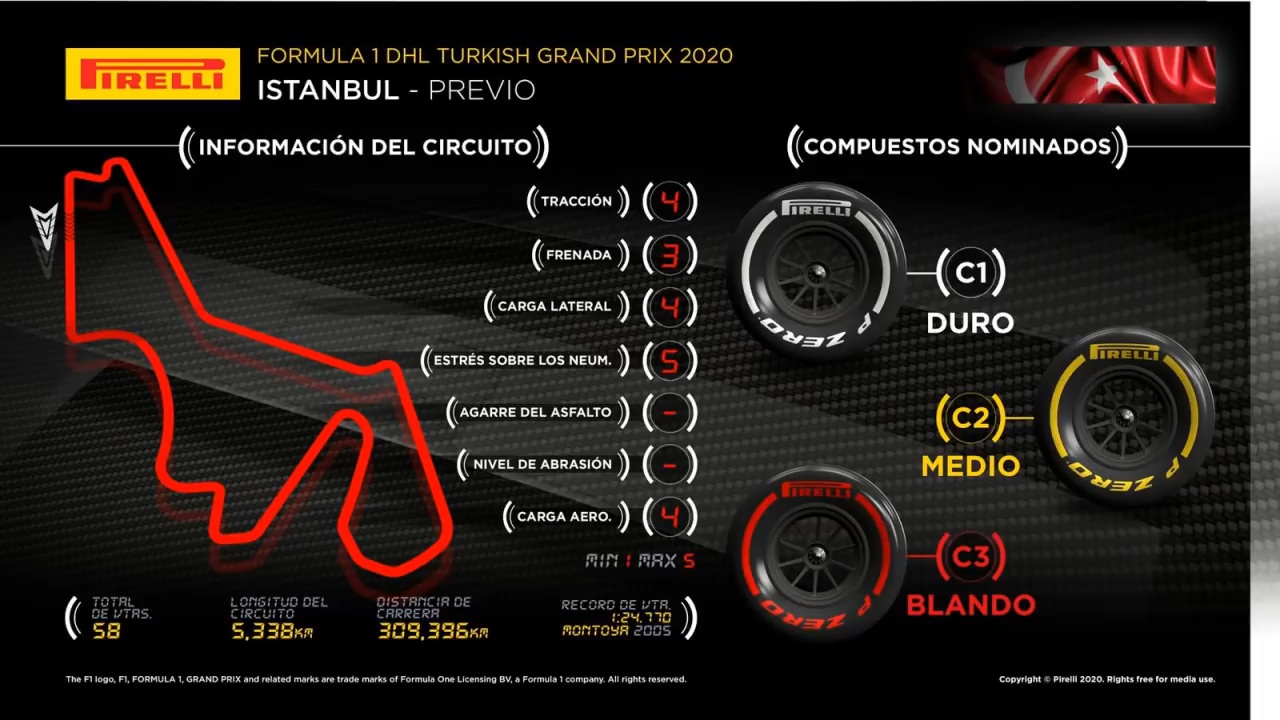 PIRELLI
FORMULA 1 DHL TURKISH GRAND PRIX 2020
ISTANBUL - PREVIO
INFORMACIÓN DEL CIRCUITO
TRACCIÓN 4
FRENADA 3
CARGA LATERAL 4
ESTRÉS SOBRE LOS NEUM. 5
AGARRE DEL ASFALTO -
NIVEL DE ABRASIÓN -
CARGA AERO. 4
MIN 1 MAX 5
TOTAL
DE VTAS.
58
LONGITUD DEL
CIRCUITO
5,338KM
DISTANCIA DE
CARRERA
309,396KM
RECORD DE VTA.
1:24.770
MONTOYA 2005
COMPUESTOS NOMINADOS
PIRELLI
P ZERO
C1
DURO
PIRELLI
P ZERO
C2
MEDIO
PIRELLI
P ZERO
C3
BLANDO
The F1 logo, F1, FORMULA 1, GRAND PRIX and related marks are trade marks of Formula One Licensing BV, a Formula 1 company. All rights reserved.
Copyright © Pirelli 2020. Rights free for media use.